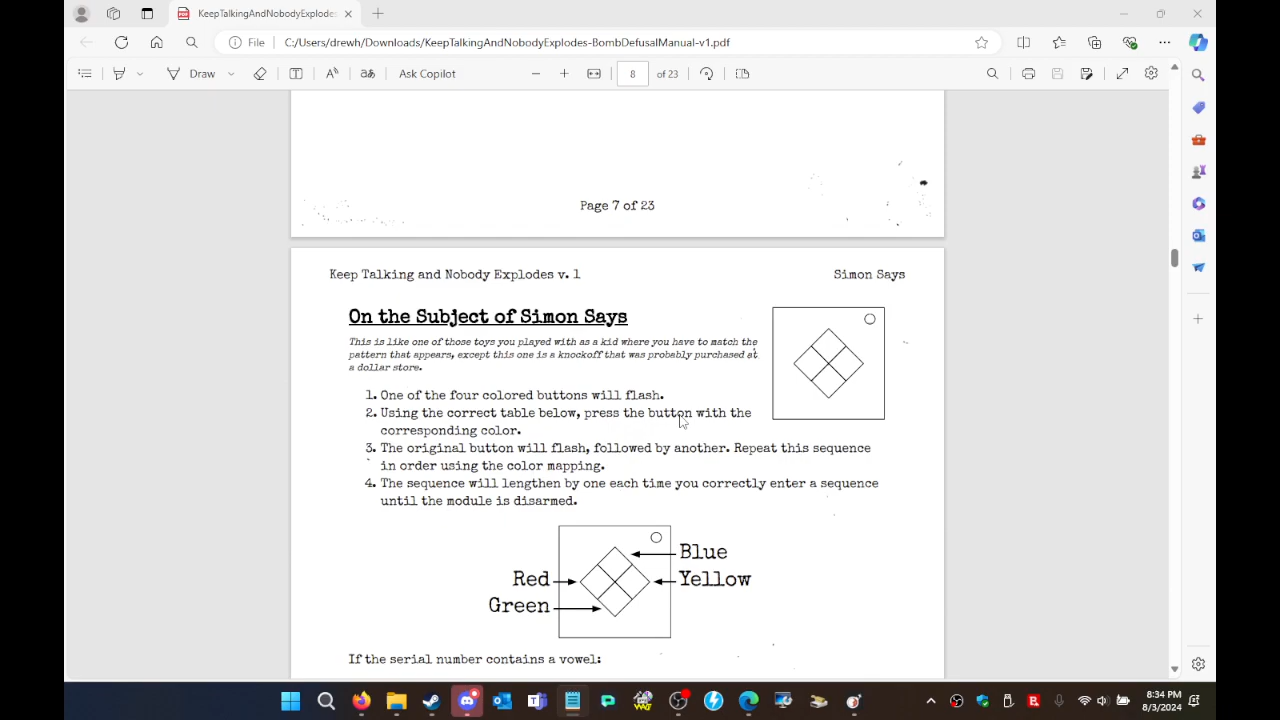 KeepTalkingAndNobodyExplodes
File
C:/Users/drewh/Downloads/KeepTalkingAndNobodyExplodes-BombDefusalManual-v1.pdf
Draw
Ask Copilot
8
of 23
Page 7 of 23
Keep Talking and Nobody Explodes v. 1
Simon Says
On the Subject of Simon Says
This is like one of those toys you played with as a kid where you have to match the
pattern that appears, except this one is a knockoff that was probably purchased at
a dollar store.
1. One of the four colored buttons will flash.
2. Using the correct table below, press the button with the
corresponding color.
3. The original button will flash, followed by another. Repeat this sequence
in order using the color mapping.
4. The sequence will lengthen by one each time you correctly enter a sequence
until the module is disarmed.
Blue
Red
Yellow
Green
If the serial number contains a vowel:
8:34 PM
8/3/2024